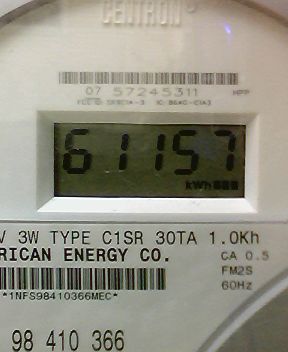 CENTRON
07 57245311
61157
kWh
V 3W TYPE C1SR 30TA 1.0Kh
RICAN ENERGY CO.
CA 0.5
FM2S
60Hz
*1NFS98410366MEC*
98 410 366